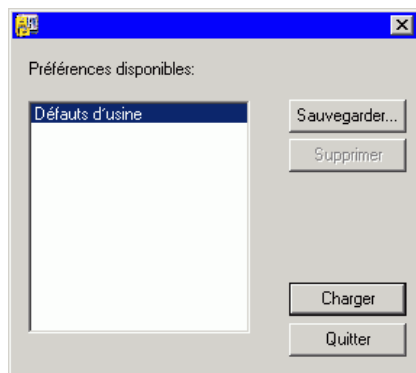 Préférences disponibles:
Défauts d'usine
Sauvegarder...
Supprimer
Charger
Quitter